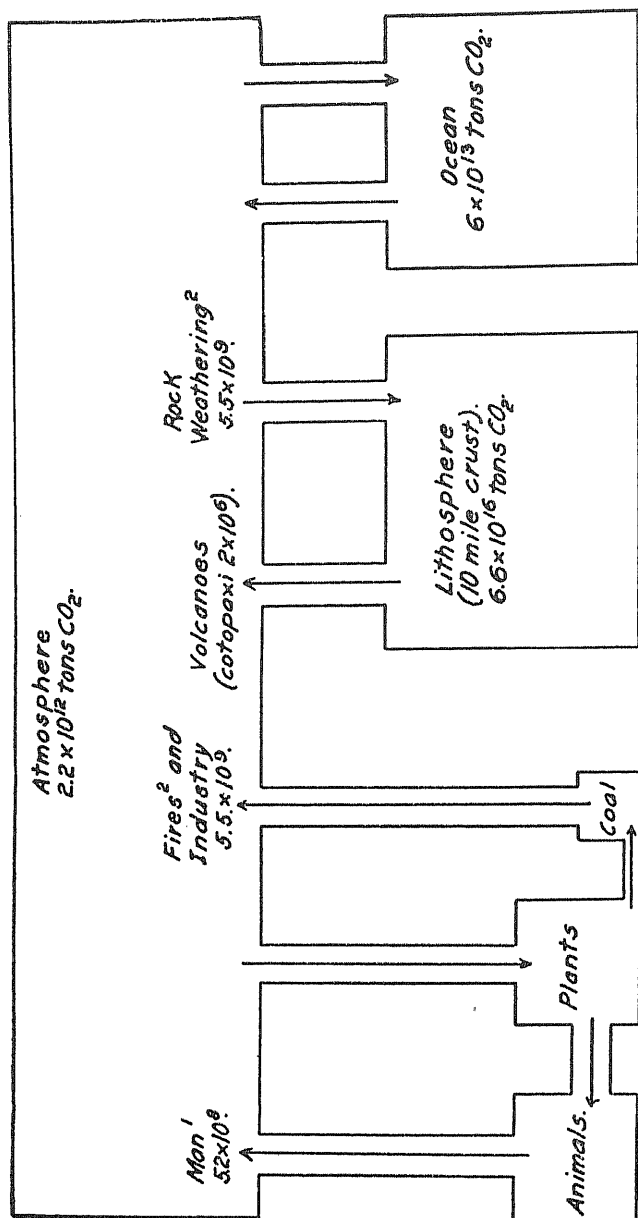 Atmosphere
2.2 × 10¹² tons CO₂.
Man¹
5.2×10⁸.
Fires² and
Industry
5.5.×10⁹.
Volcanoes
(cotopaxi 2×10⁶).
Rock
Weathering²
5.5×10⁹.
Animals.
Plants
Coal
Lithosphere
(10 mile crust).
6.6×10¹⁶ tons CO₂.
Ocean
6×10¹³ tons CO₂.